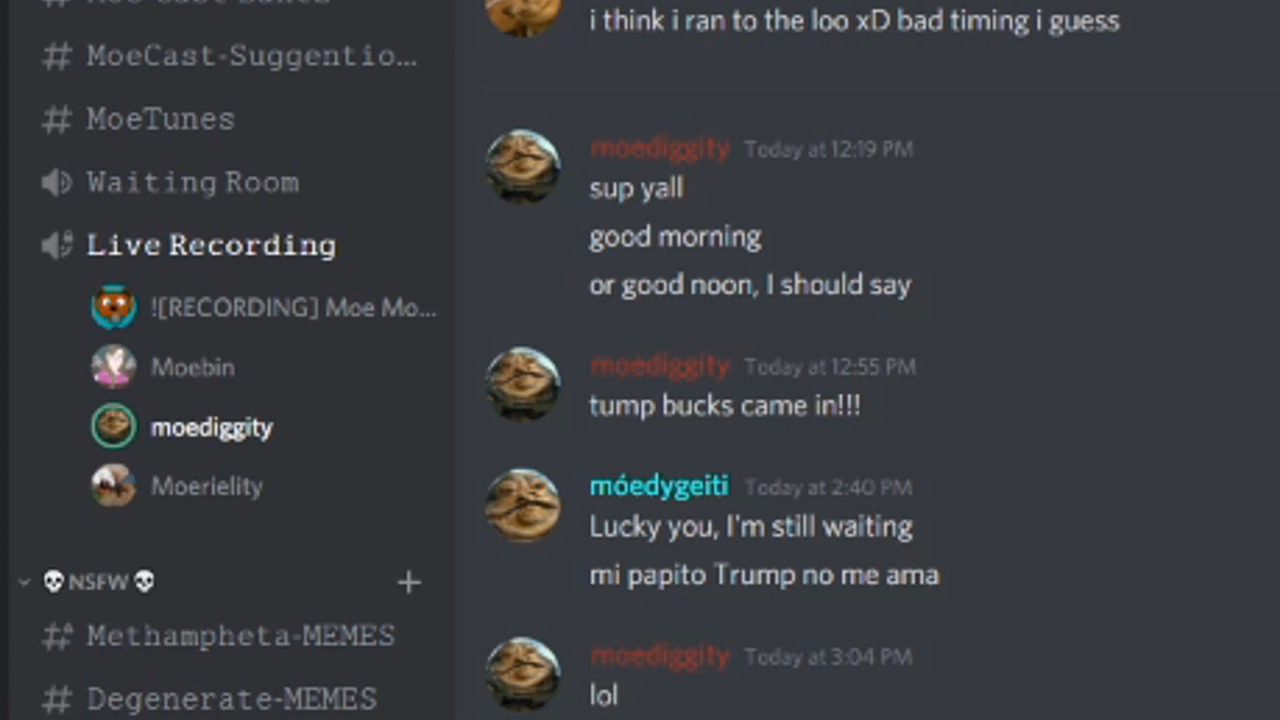 MoeCast-Suggentio...
MoeTunes
Waiting Room
Live Recording
![RECORDING] Moe Mo...
Moebin
moediggity
Moerielity
NSFW
Methampheta-MEMES
Degenerate-MEMES
i think i ran to the loo xD bad timing i guess
moediggity Today at 12:19 PM
sup yall
good morning
or good noon, I should say
moediggity Today at 12:55 PM
tump bucks came in!!!
móedygeiti Today at 2:40 PM
Lucky you, I'm still waiting
mi papito Trump no me ama
moediggity Today at 3:04 PM
lol